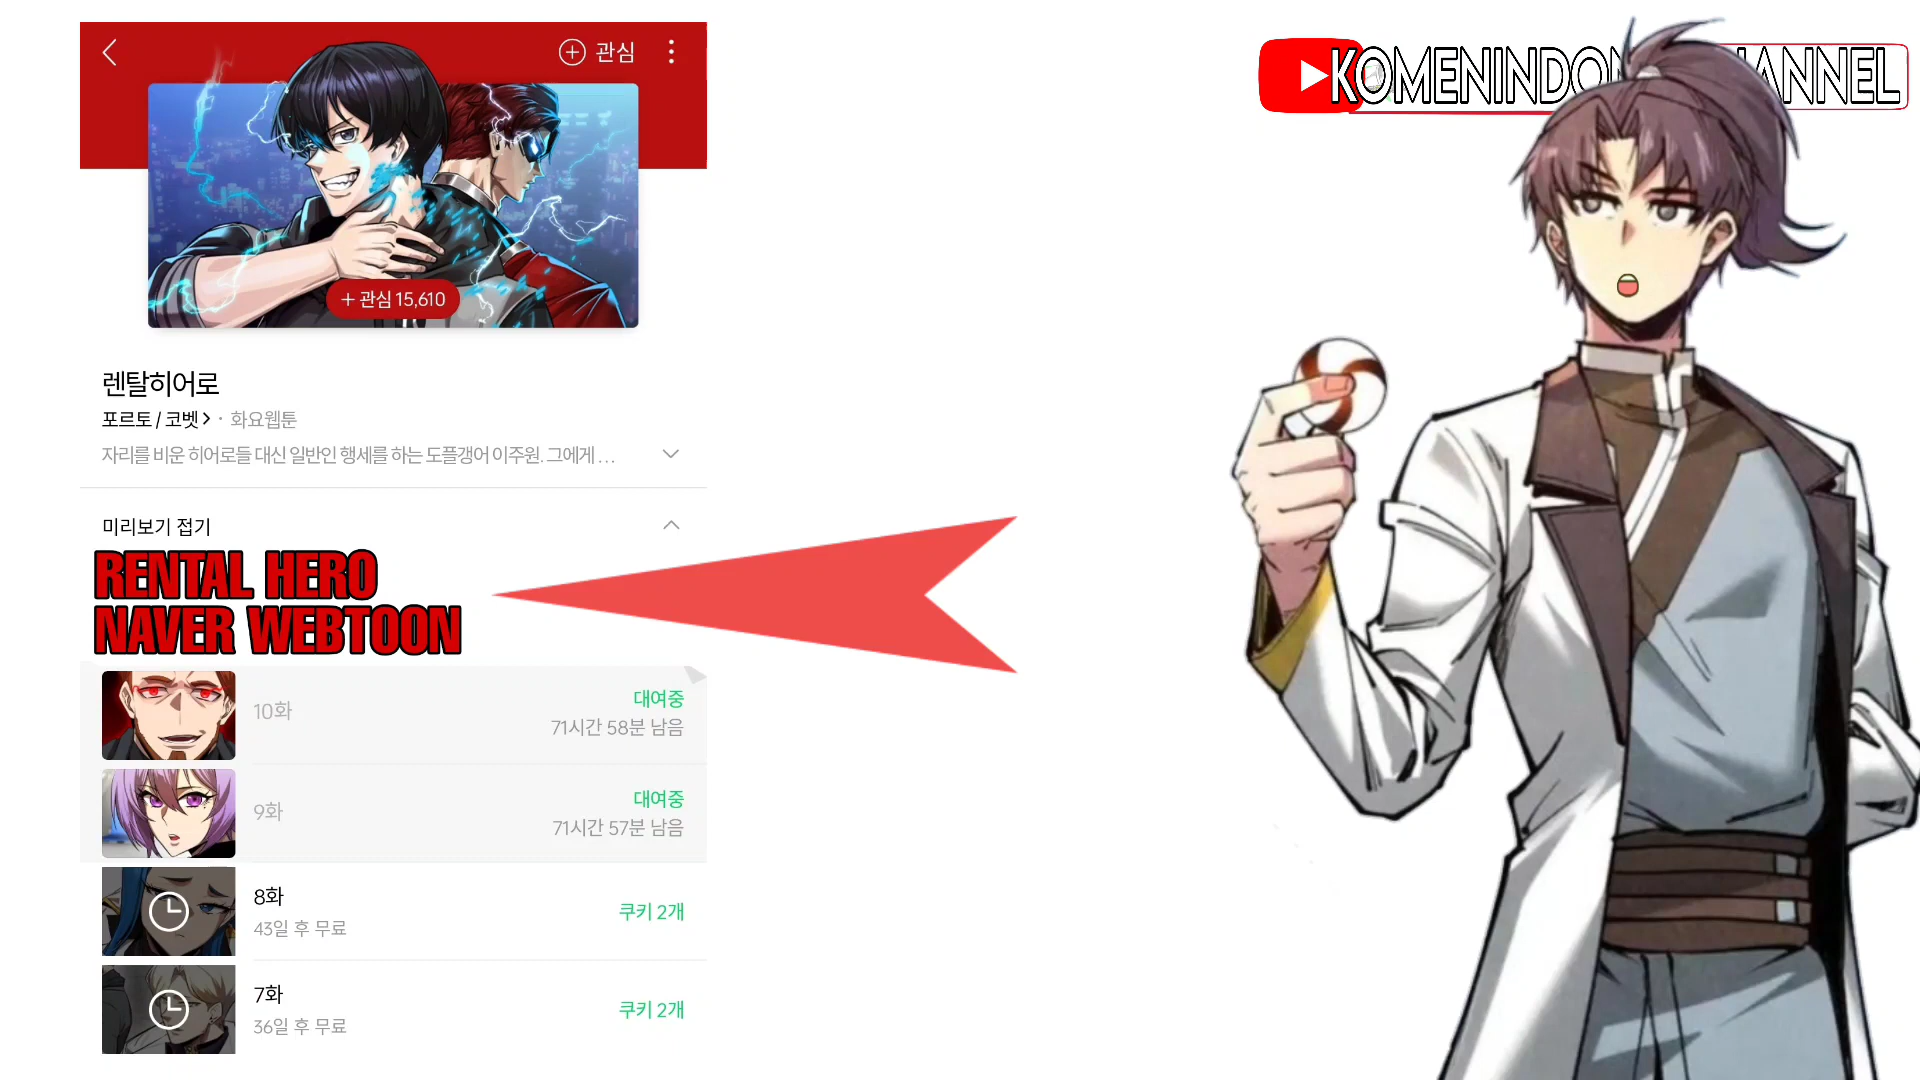 관심
KOMENINDO CHANNEL
+ 관심 15,610
렌탈히어로
포르토 / 코벳 · 화요웹툰
자리를 비운 히어로들 대신 일반인 행세를 하는 도플갱어 이주원. 그에게 ...
미리보기 접기
RENTAL HERO
NAVER WEBTOON
10화
대여중
71시간 58분 남음
9화
대여중
71시간 57분 남음
8화
43일 후 무료
쿠키 2개
7화
36일 후 무료
쿠키 2개